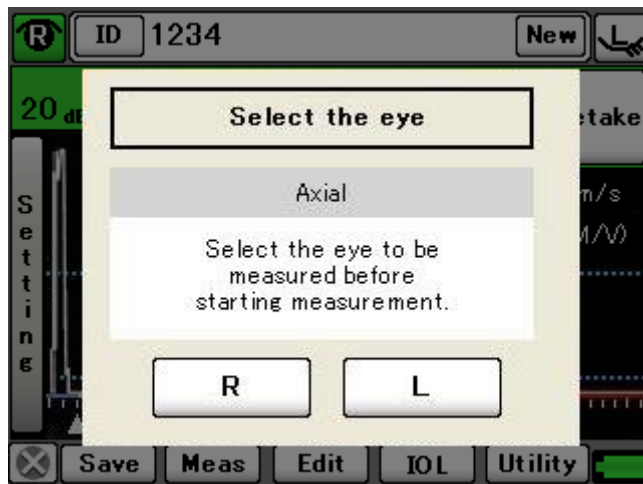 R ID 1234 New L
20 dB
Select the eye
etake
Axial
m/s
Select the eye to be
measured before
starting measurement.
Setting
R L
Save Meas Edit IOL Utility